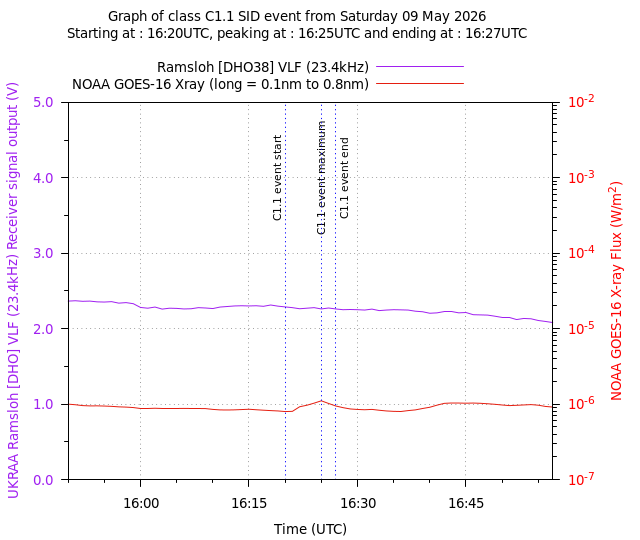 Graph of class C1.1 SID event from Saturday 09 May 2026
Starting at : 16:20UTC, peaking at : 16:25UTC and ending at : 16:27UTC
Ramsloh [DHO38] VLF (23.4kHz)
NOAA GOES-16 Xray (long = 0.1nm to 0.8nm)
UKRAA Ramsloh [DHO] VLF (23.4kHz) Receiver signal output (V)
5.0
4.0
3.0
2.0
1.0
0.0
C1.1 event start
C1.1 event maximum
C1.1 event end
10-2
10-3
10-4
10-5
10-6
10-7
NOAA GOES-16 X-ray Flux (W/m2)
16:00
16:15
16:30
16:45
Time (UTC)